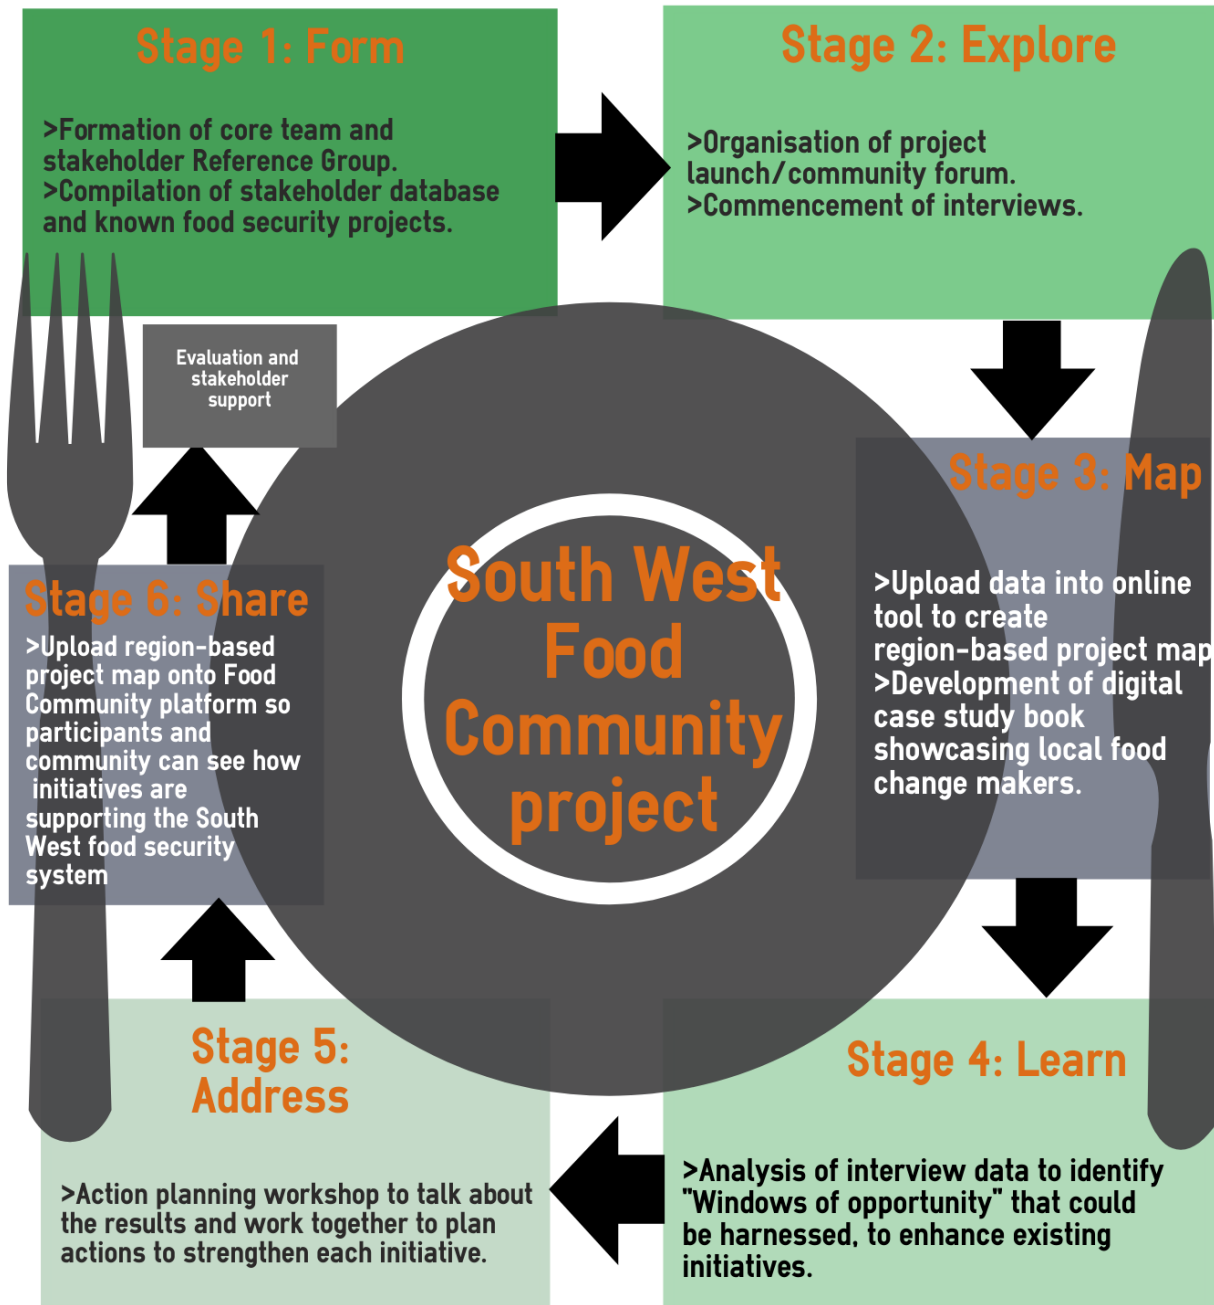 Stage 1: Form
>Formation of core team and
stakeholder Reference Group.
>Compilation of stakeholder database
and known food security projects.
Stage 2: Explore
>Organisation of project
launch/community forum.
>Commencement of interviews.
Stage 3: Map
>Upload data into online
tool to create
region-based project map
>Development of digital
case study book
showcasing local food
change makers.
Stage 4: Learn
>Analysis of interview data to identify
"Windows of opportunity" that could
be harnessed, to enhance existing
initiatives.
Stage 5:
Address
>Action planning workshop to talk about
the results and work together to plan
actions to strengthen each initiative.
Stage 6: Share
>Upload region-based
project map onto Food
Community platform so
participants and
community can see how
initiatives are
supporting the South
West food security
system
Evaluation and
stakeholder
support
South West
Food
Community
project